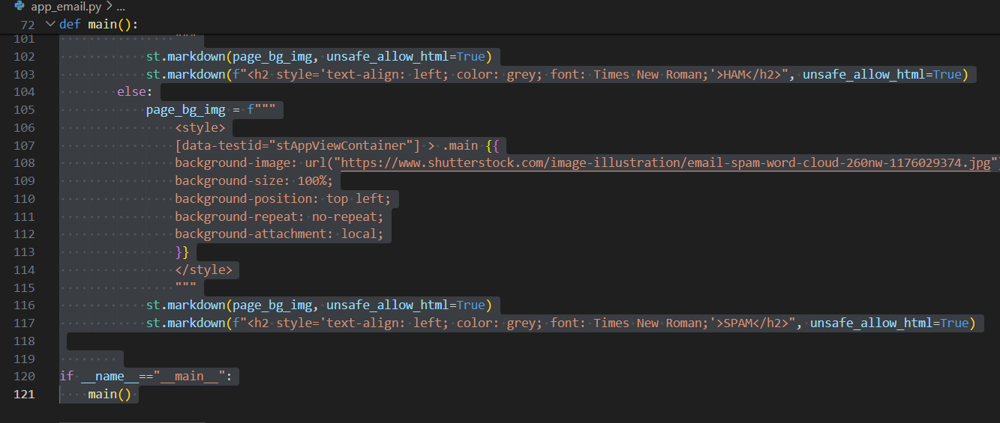 app_email.py > ...
72 def main():
101 """
102 st.markdown(page_bg_img, unsafe_allow_html=True)
103 st.markdown(f"<h2 style='text-align: left; color: grey; font: Times New Roman;'>HAM</h2>", unsafe_allow_html=True)
104 else:
105 page_bg_img = f"""
106 <style>
107 [data-testid="stAppViewContainer"] > .main {{
108 background-image: url("https://www.shutterstock.com/image-illustration/email-spam-word-cloud-260nw-1176029374.jpg"
109 background-size: 100%;
110 background-position: top left;
111 background-repeat: no-repeat;
112 background-attachment: local;
113 }}
114 </style>
115 """
116 st.markdown(page_bg_img, unsafe_allow_html=True)
117 st.markdown(f"<h2 style='text-align: left; color: grey; font: Times New Roman;'>SPAM</h2>", unsafe_allow_html=True)
118
119
120 if __name__=="__main__":
121 main()